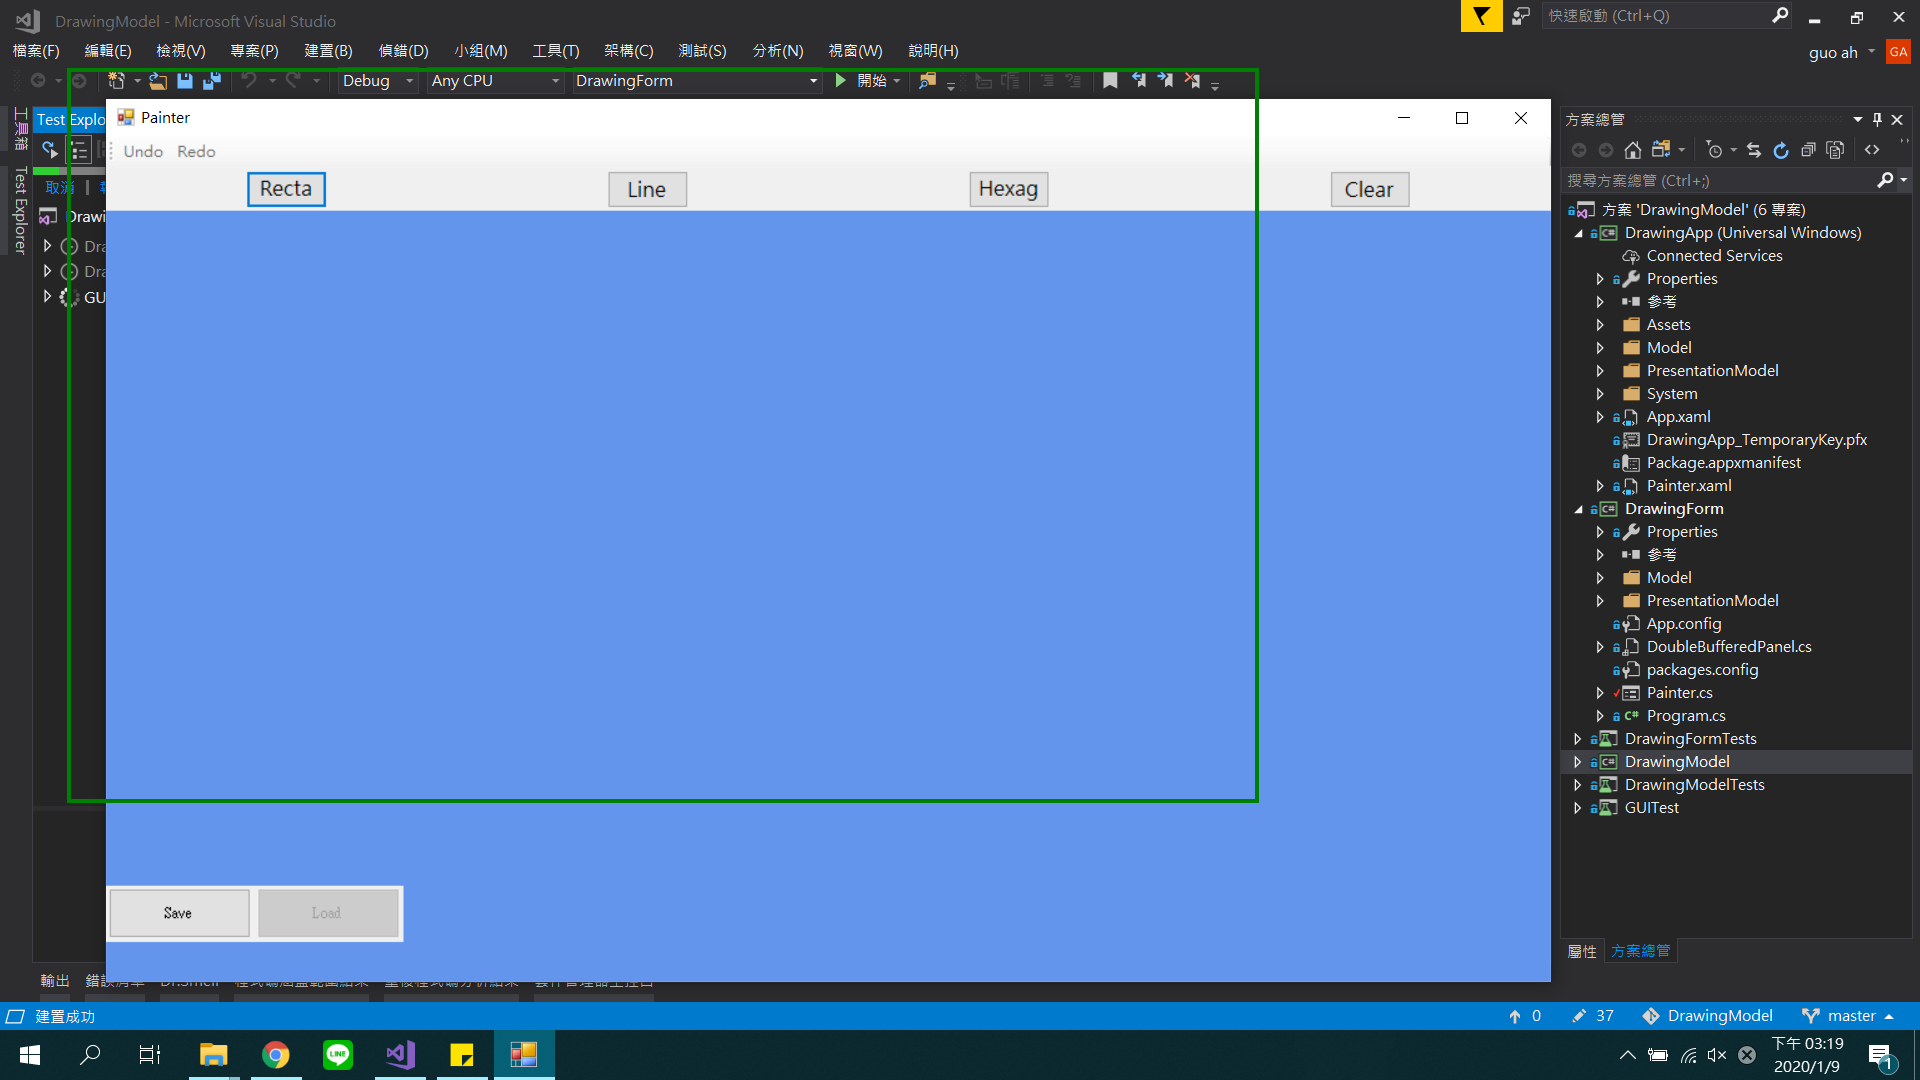 DrawingModel - Microsoft Visual Studio
快速啟動 (Ctrl+Q)
檔案(F) 編輯(E) 檢視(V) 專案(P) 建置(B) 偵錯(D) 小組(M) 工具(T) 架構(C) 測試(S) 分析(N) 視窗(W) 說明(H)
guo ah GA
Debug Any CPU DrawingForm 開始
工具箱
Test Explorer
Test Explo
取消
Drawi
Dra
Dra
GU
Painter
Undo Redo
Recta Line Hexag Clear
Save Load
方案總管
搜尋方案總管 (Ctrl+;)
方案 'DrawingModel' (6 專案)
DrawingApp (Universal Windows)
Connected Services
Properties
參考
Assets
Model
PresentationModel
System
App.xaml
DrawingApp_TemporaryKey.pfx
Package.appxmanifest
Painter.xaml
DrawingForm
Properties
參考
Model
PresentationModel
App.config
DoubleBufferedPanel.cs
packages.config
Painter.cs
Program.cs
DrawingFormTests
DrawingModel
DrawingModelTests
GUITest
屬性 方案總管
輸出
建置成功
0 37 DrawingModel master
下午 03:19
2020/1/9
1